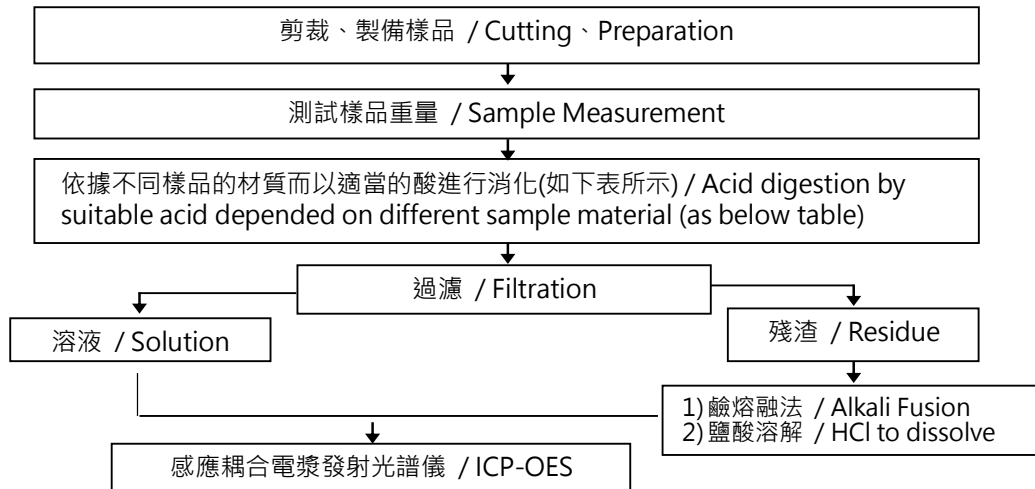 剪裁、製備樣品 / Cutting、Preparation
測試樣品重量 / Sample Measurement
依據不同樣品的材質而以適當的酸進行消化(如下表所示) / Acid digestion by
suitable acid depended on different sample material (as below table)
過濾 / Filtration
溶液 / Solution
殘渣 / Residue
1) 鹼熔融法 / Alkali Fusion
2) 鹽酸溶解 / HCl to dissolve
感應耦合電漿發射光譜儀 / ICP-OES